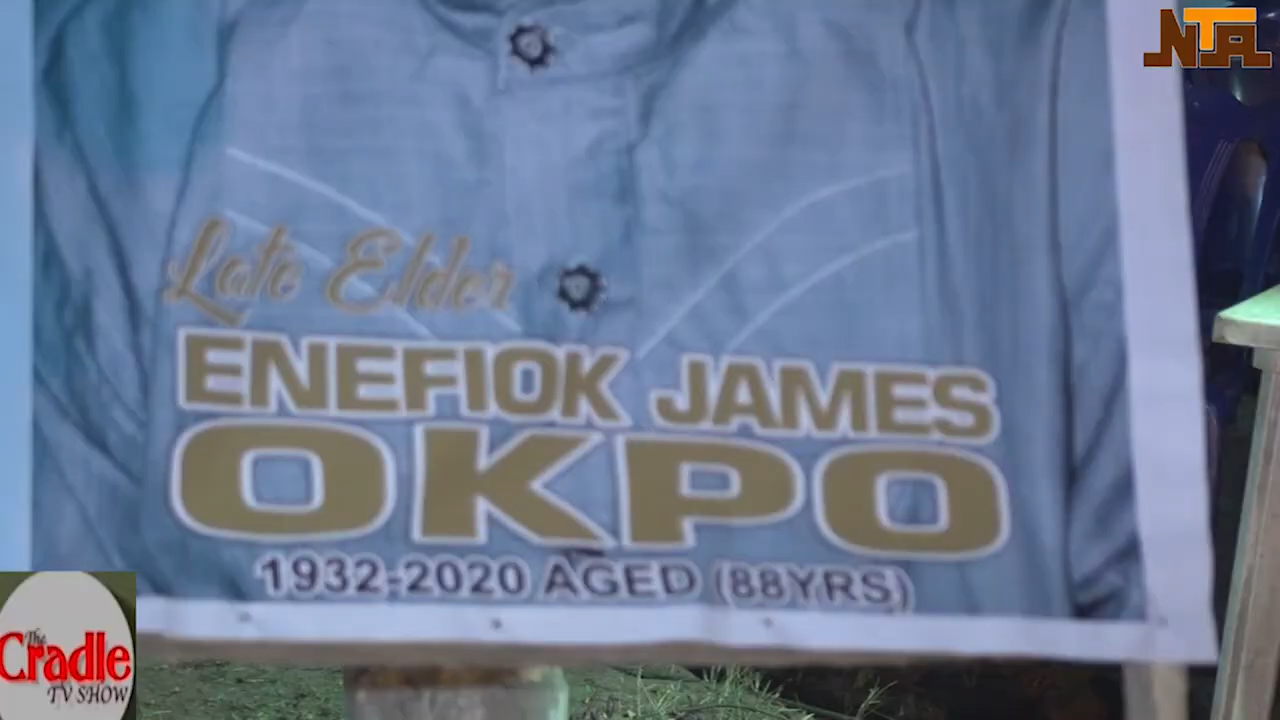 NTA
Late Elder
ENEFIOK JAMES
OKPO
1932-2020 AGED (88YRS)
The
Cradle
TV SHOW